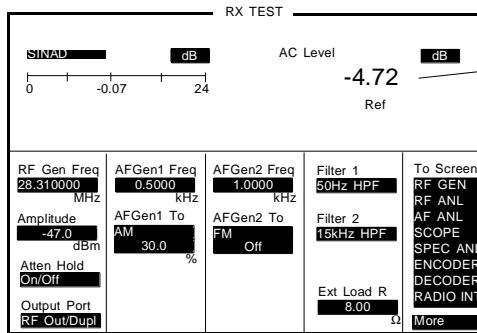 RX TEST
SINAD dB
0 -0.07 24
AC Level dB
-4.72
Ref
RF Gen Freq
28.310000
MHz
Amplitude
-47.0
dBm
Atten Hold
On/Off
Output Port
RF Out/Dupl
AFGen1 Freq
0.5000
kHz
AFGen1 To
AM
30.0
%
AFGen2 Freq
1.0000
kHz
AFGen2 To
FM
Off
Filter 1
50Hz HPF
Filter 2
15kHz HPF
Ext Load R
8.00
Ω
To Screen
RF GEN
RF ANL
AF ANL
SCOPE
SPEC ANL
ENCODER
DECODER
RADIO INT
More